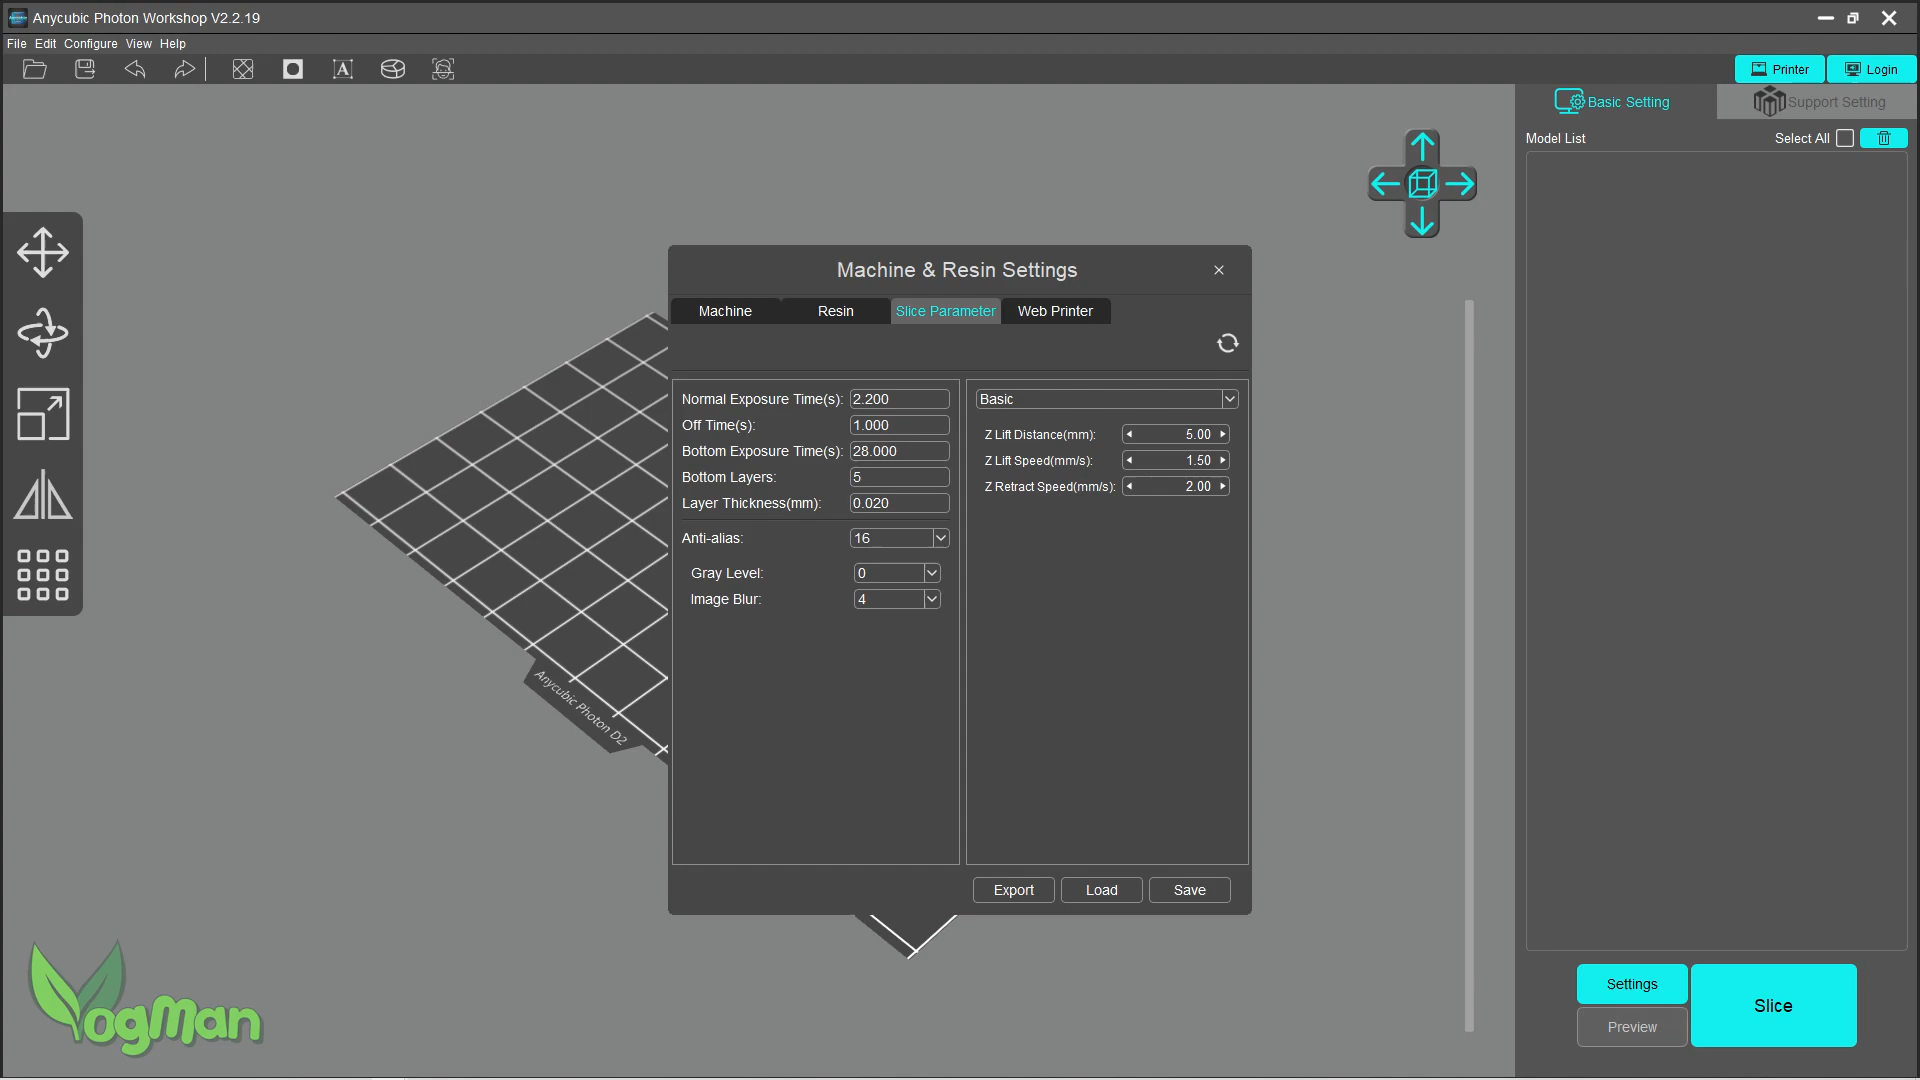 Anycubic Photon Workshop V2.2.19
File Edit Configure View Help
A
Printer
Login
Basic Setting
Support Setting
Model List
Select All
Machine & Resin Settings
Machine Resin Slice Parameter Web Printer
Normal Exposure Time(s): 2.200
Off Time(s): 1.000
Bottom Exposure Time(s): 28.000
Bottom Layers: 5
Layer Thickness(mm): 0.020
Anti-alias: 16
Gray Level: 0
Image Blur: 4
Basic
Z Lift Distance(mm): 5.00
Z Lift Speed(mm/s): 1.50
Z Retract Speed(mm/s): 2.00
Export Load Save
Anycubic Photon D2
VogMan
Settings
Preview
Slice